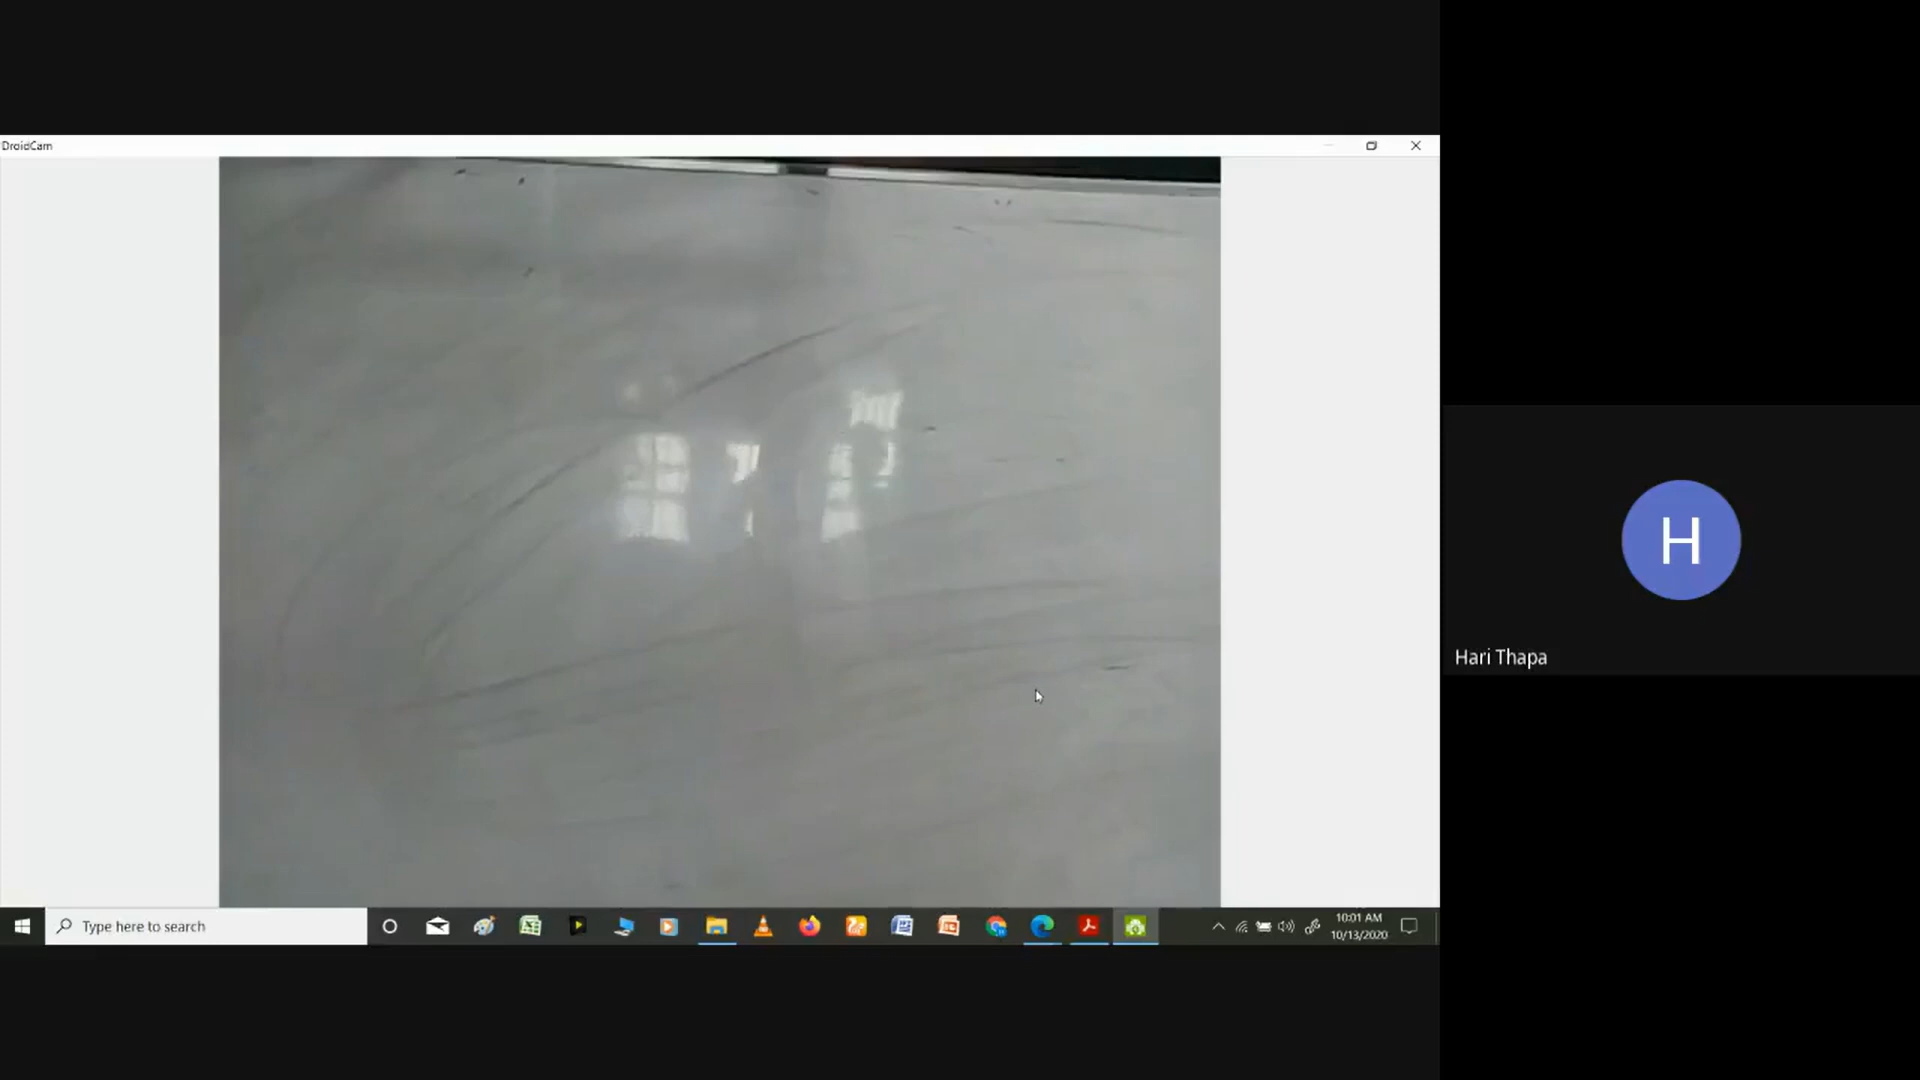 DroidCam
H
Hari Thapa
Type here to search
10:01 AM
10/13/2020